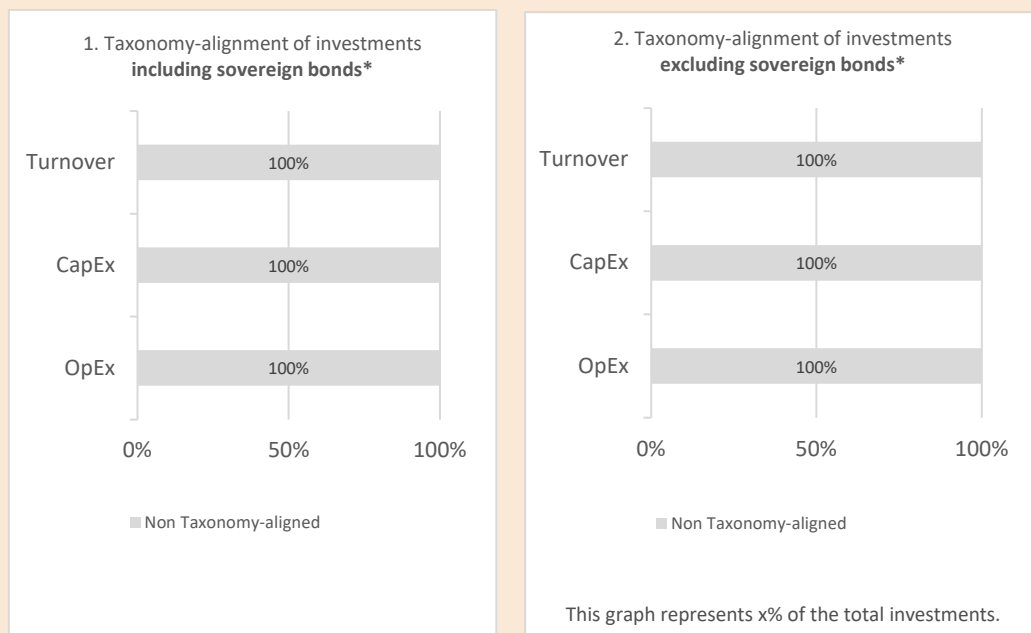 1. Taxonomy-alignment of investments
including sovereign bonds*
Turnover
100%
CapEx
100%
OpEx
100%
0%
50%
100%
Non Taxonomy-aligned
2. Taxonomy-alignment of investments
excluding sovereign bonds*
Turnover
100%
CapEx
100%
OpEx
100%
0%
50%
100%
Non Taxonomy-aligned
This graph represents x% of the total investments.